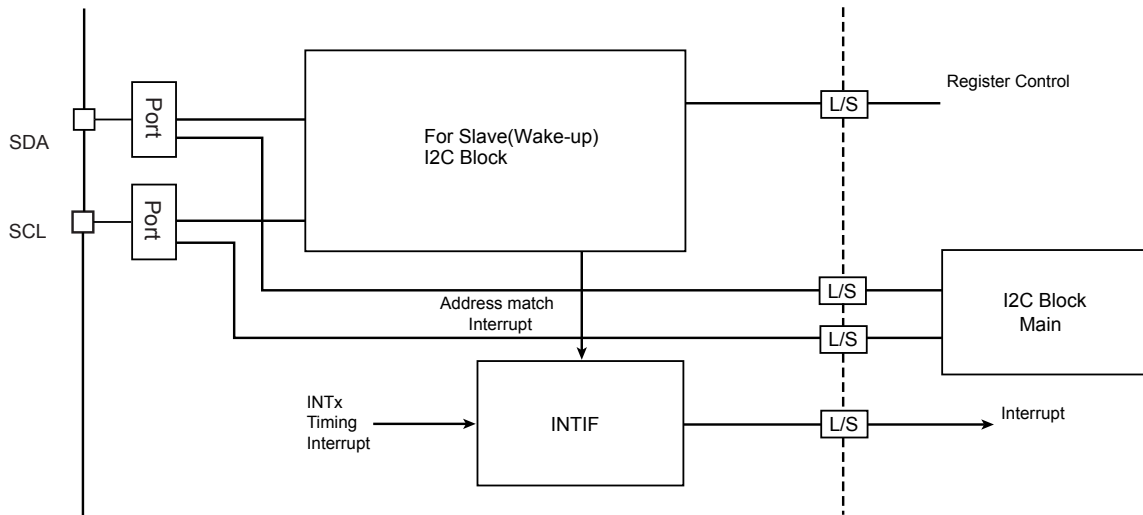 SDA
Port
For Slave(Wake-up)
I2C Block
L/S
Register Control
SCL
Port
Address match
Interrupt
L/S
L/S
I2C Block
Main
INTx
Timing
Interrupt
INTIF
L/S
Interrupt